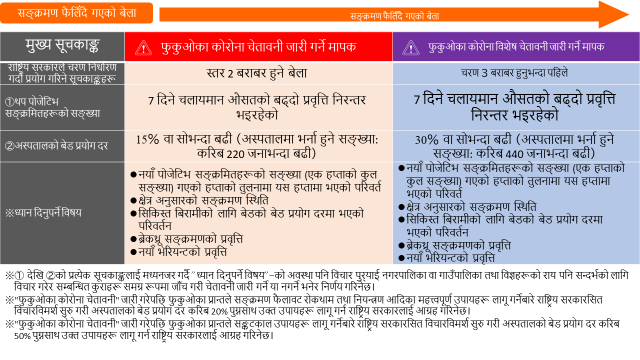 सङ्क्रमण फैलिँदै गएको बेला
सङ्क्रमण फैलिँदै गएको बेला
मुख्य सूचकाङ्क
फुकुओका कोरोना चेतावनी जारी गर्ने मापक
फुकुओका कोरोना विशेष चेतावनी जारी गर्ने मापक
राष्ट्रिय सरकारले चरण निर्धारण
गर्दा प्रयोग गरिने सूचकाङ्कहरू
स्तर 2 बराबर हुने बेला
चरण 3 बराबर हुनुभन्दा पहिले
①थप पोजेटिभ
सङ्क्रमितहरूको सङ्ख्या
7 दिने चलायमान औसतको बढ्दो प्रवृत्ति निरन्तर
भइरहेको
7 दिने चलायमान औसतको बढ्दो प्रवृत्ति
निरन्तर भइरहेको
②अस्पतालको बेड प्रयोग दर
15% वा सोभन्दा बढी (अस्पतालमा भर्ना हुने सङ्ख्या:
करिब 220 जनाभन्दा बढी)
30% वा सोभन्दा बढी (अस्पतालमा भर्ना हुने
सङ्ख्या: करिब 440 जनाभन्दा बढी)
※ध्यान दिनुपर्ने विषय
●नयाँ पोजेटिभ सङ्क्रमितहरूको सङ्ख्या (एक हप्ताको कुल
सङ्ख्या) गएको हप्ताको तुलनामा यस हप्तामा भएको परिवर्त
●क्षेत्र अनुसारको सङ्क्रमण स्थिति
●सिकिस्त बिरामीको लागि बेडको बेड प्रयोग दरमा भएको
परिवर्तन
●ब्रेकथ्रू सङ्क्रमणको प्रवृत्ति
●नयाँ भेरियन्टको प्रवृत्ति
●नयाँ पोजेटिभ सङ्क्रमितहरूको सङ्ख्या (एक हप्ताको
कुल सङ्ख्या) गएको हप्ताको तुलनामा यस हप्तामा
भएको परिवर्त
●क्षेत्र अनुसारको सङ्क्रमण स्थिति
●सिकिस्त बिरामीको लागि बेडको बेड प्रयोग दरमा
भएको परिवर्तन
●ब्रेकथ्रू सङ्क्रमणको प्रवृत्ति
●नयाँ भेरियन्टको प्रवृत्ति
※① देखि ②को प्रत्येक सूचकाङ्कलाई मध्यनजर गर्दै "ध्यान दिनुपर्ने विषय"-को अवस्था पनि विचार पुर्‍याई नगरपालिका वा गाउँपालिका तथा विज्ञहरूको राय पनि सन्दर्भको लागि
विचार गरेर सम्बन्धित कुराहरू समग्र रूपमा जाँच गरी चेतावनी जारी गर्ने या नगर्ने भनेर निर्णय गरिनेछ।
※"फुकुओका कोरोना चेतावनी" जारी गरेपछि फुकुओका प्रान्तले सङ्क्रमण फैलावट रोकथाम तथा नियन्त्रण आदिका महत्त्वपूर्ण उपायहरू लागू गर्नेबारे राष्ट्रिय सरकारसित
विचारविमर्श सुरु गरी अस्पतालको बेड प्रयोग दर करिब 20% पुग्नसाथ उक्त उपायहरू लागू गर्न राष्ट्रिय सरकारलाई आग्रह गरिनेछ।
※"फुकुओका कोरोना चेतावनी" जारी गरेपछि फुकुओका प्रान्तले सङ्कटकाल उपायहरू लागू गर्नेबारे राष्ट्रिय सरकारसित विचारविमर्श सुरु गरी अस्पतालको बेड प्रयोग दर करिब
50% पुग्नसाथ उक्त उपायहरू लागू गर्न राष्ट्रिय सरकारलाई आग्रह गरिनेछ।